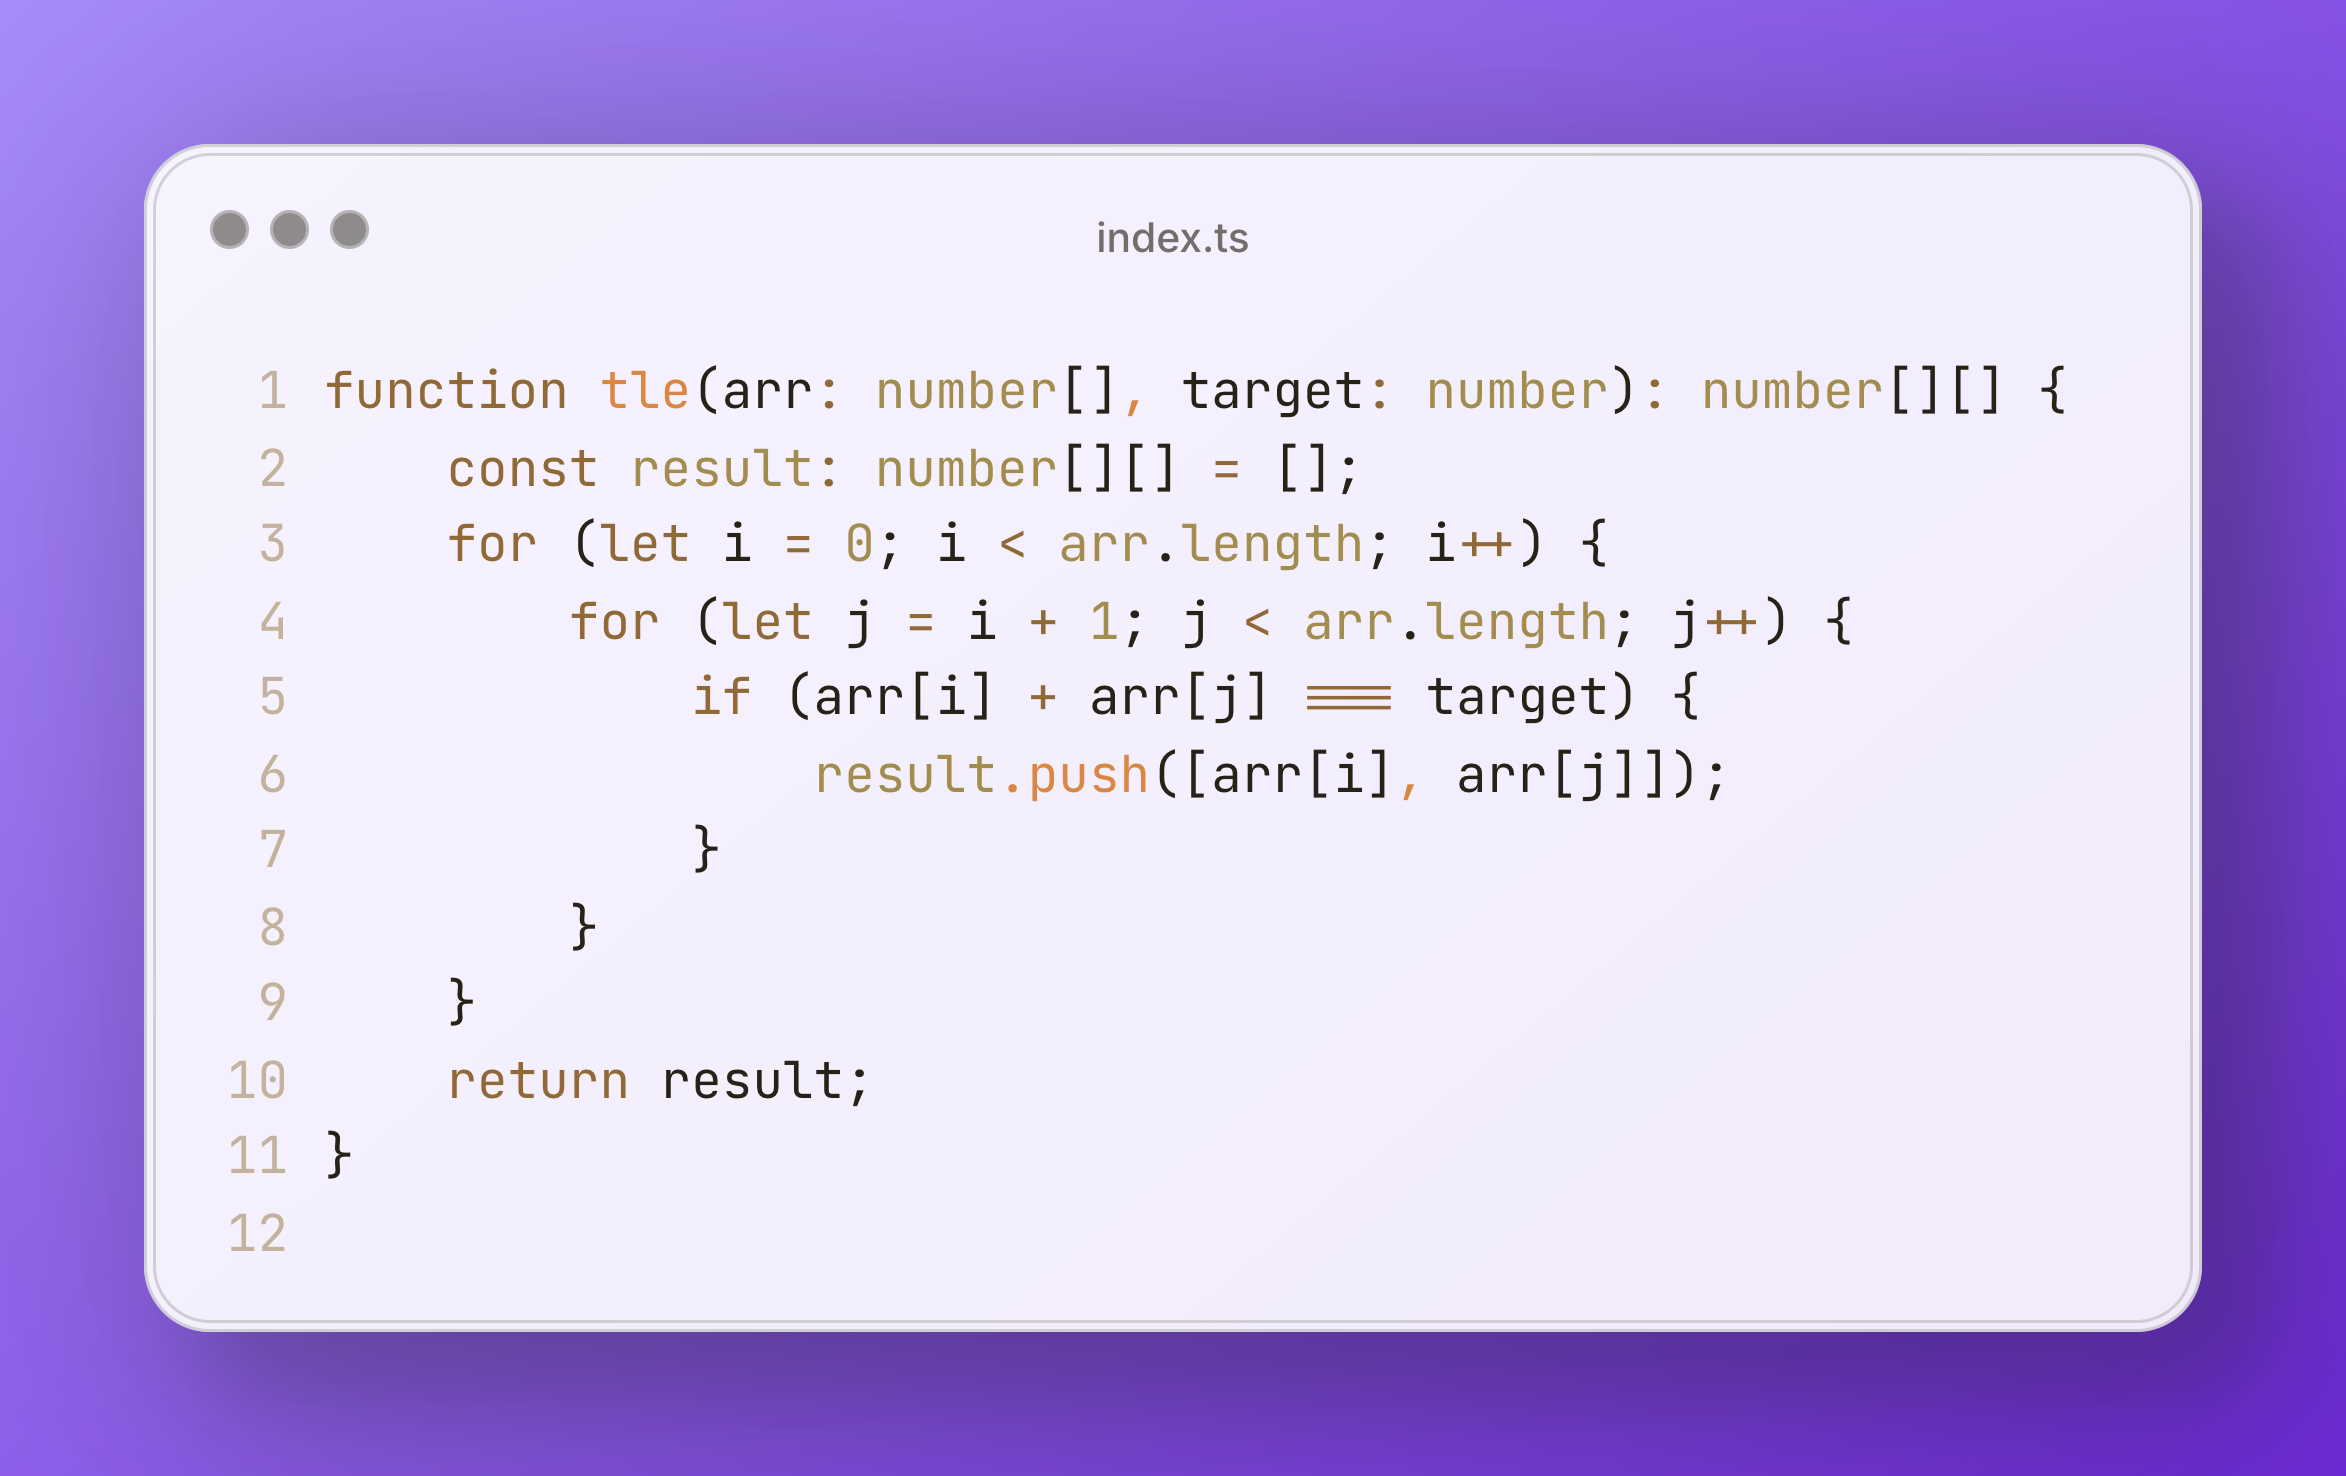 index.ts
1 function tle(arr: number[], target: number): number[][] {
2     const result: number[][] = [];
3     for (let i = 0; i < arr.length; i++) {
4         for (let j = i + 1; j < arr.length; j++) {
5             if (arr[i] + arr[j] === target) {
6                 result.push([arr[i], arr[j]]);
7             }
8         }
9     }
10     return result;
11 }
12